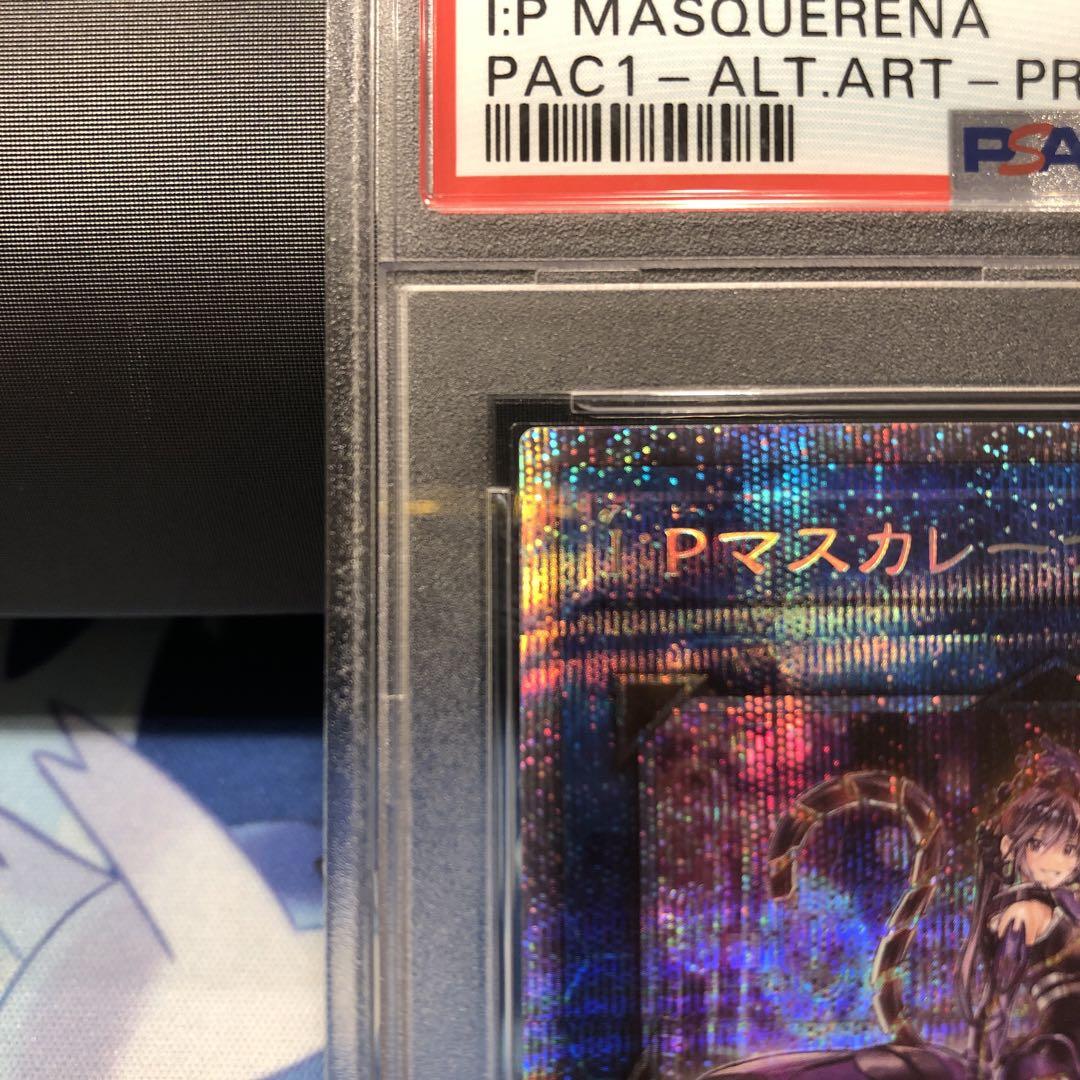 I:P MASQUERENA
PAC1 – ALT.ART – PR
PSA
I:Pマスカレー